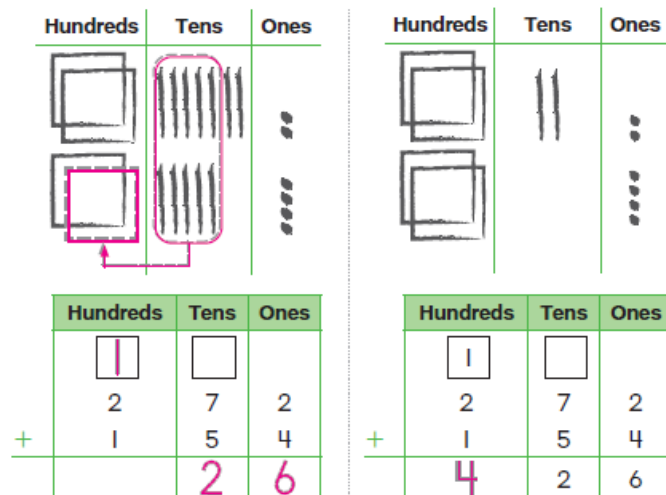 Hundreds Tens Ones
Hundreds Tens Ones
Hundreds Tens Ones
1
2 7 2
+ 1 5 4
2 6
Hundreds Tens Ones
1
2 7 2
+ 1 5 4
4 2 6